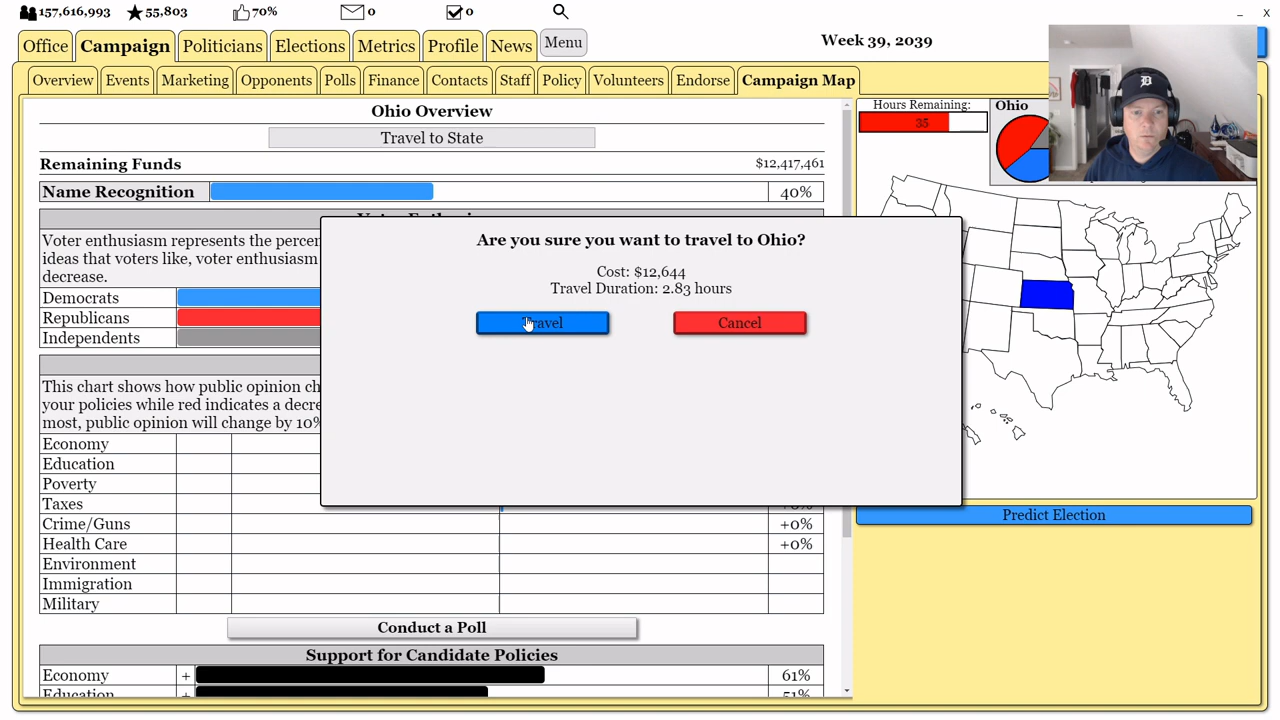 157,616,993 55,803 70% 0 0
_ X
Office Campaign Politicians Elections Metrics Profile News Menu
Week 39, 2039
Overview Events Marketing Opponents Polls Finance Contacts Staff Policy Volunteers Endorse Campaign Map
Ohio Overview
Travel to State
Remaining Funds $12,417,461
Name Recognition 40%
Voter enthusiasm represents the percen
ideas that voters like, voter enthusiasm
decrease.
Democrats
Republicans
Independents
This chart shows how public opinion ch
your policies while red indicates a decre
most, public opinion will change by 10%
Economy
Education
Poverty
Taxes
Crime/Guns +0%
Health Care +0%
Environment
Immigration
Military
Conduct a Poll
Support for Candidate Policies
Economy + 61%
Education + 51%
Are you sure you want to travel to Ohio?
Cost: $12,644
Travel Duration: 2.83 hours
Travel Cancel
Hours Remaining:
35
Ohio
Predict Election